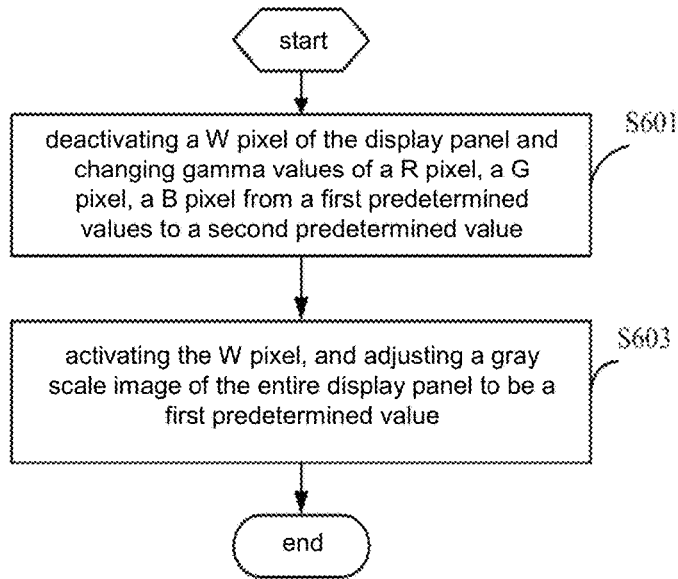 start
S601
deactivating a W pixel of the display panel and
changing gamma values of a R pixel, a G
pixel, a B pixel from a first predetermined
values to a second predetermined value
S603
activating the W pixel, and adjusting a gray
scale image of the entire display panel to be a
first predetermined value
end